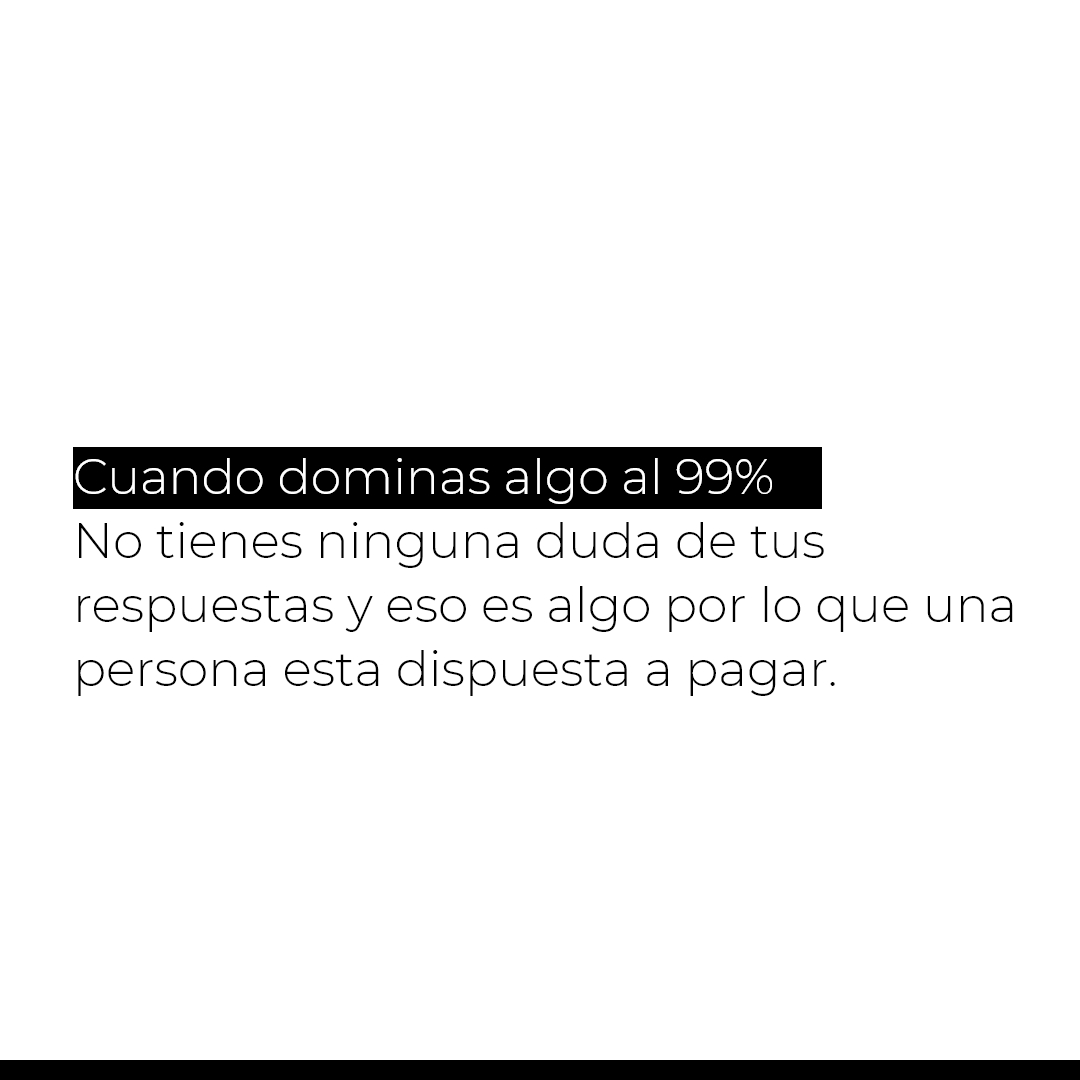 Cuando dominas algo al 99%
No tienes ninguna duda de tus
respuestas y eso es algo por lo que una
persona esta dispuesta a pagar.